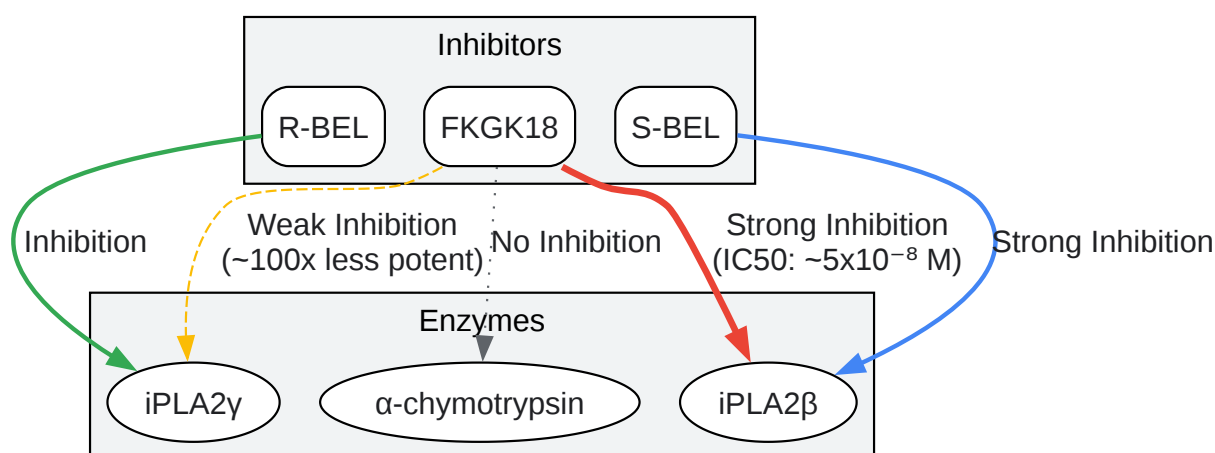 Inhibitors
R-BEL
FKGK18
S-BEL
Inhibition
Weak Inhibition
(~100x less potent)
No Inhibition
Strong Inhibition
(IC50: ~5x10⁻⁸ M)
Strong Inhibition
Enzymes
iPLA2γ
α-chymotrypsin
iPLA2β